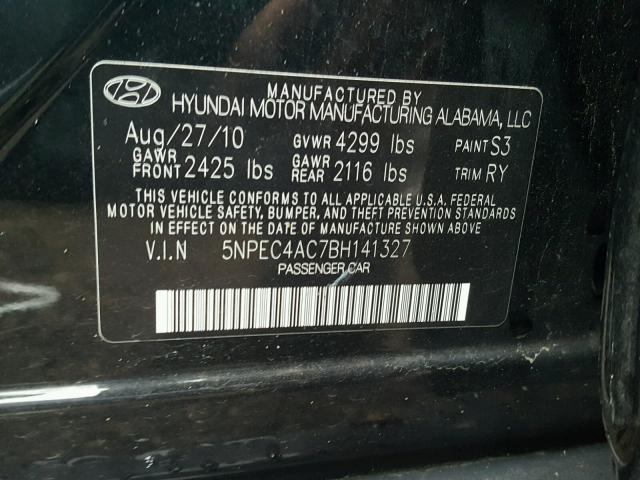 MANUFACTURED BY
HYUNDAI MOTOR MANUFACTURING ALABAMA, LLC
Aug/27/10 GVWR 4299 lbs PAINT S3
GAWR FRONT 2425 lbs GAWR REAR 2116 lbs TRIM RY
THIS VEHICLE CONFORMS TO ALL APPLICABLE U.S.A. FEDERAL
MOTOR VEHICLE SAFETY, BUMPER, AND THEFT PREVENTION STANDARDS
IN EFFECT ON THE DATE OF MANUFACTURE SHOWN ABOVE.
V.I.N 5NPEC4AC7BH141327
PASSENGER CAR